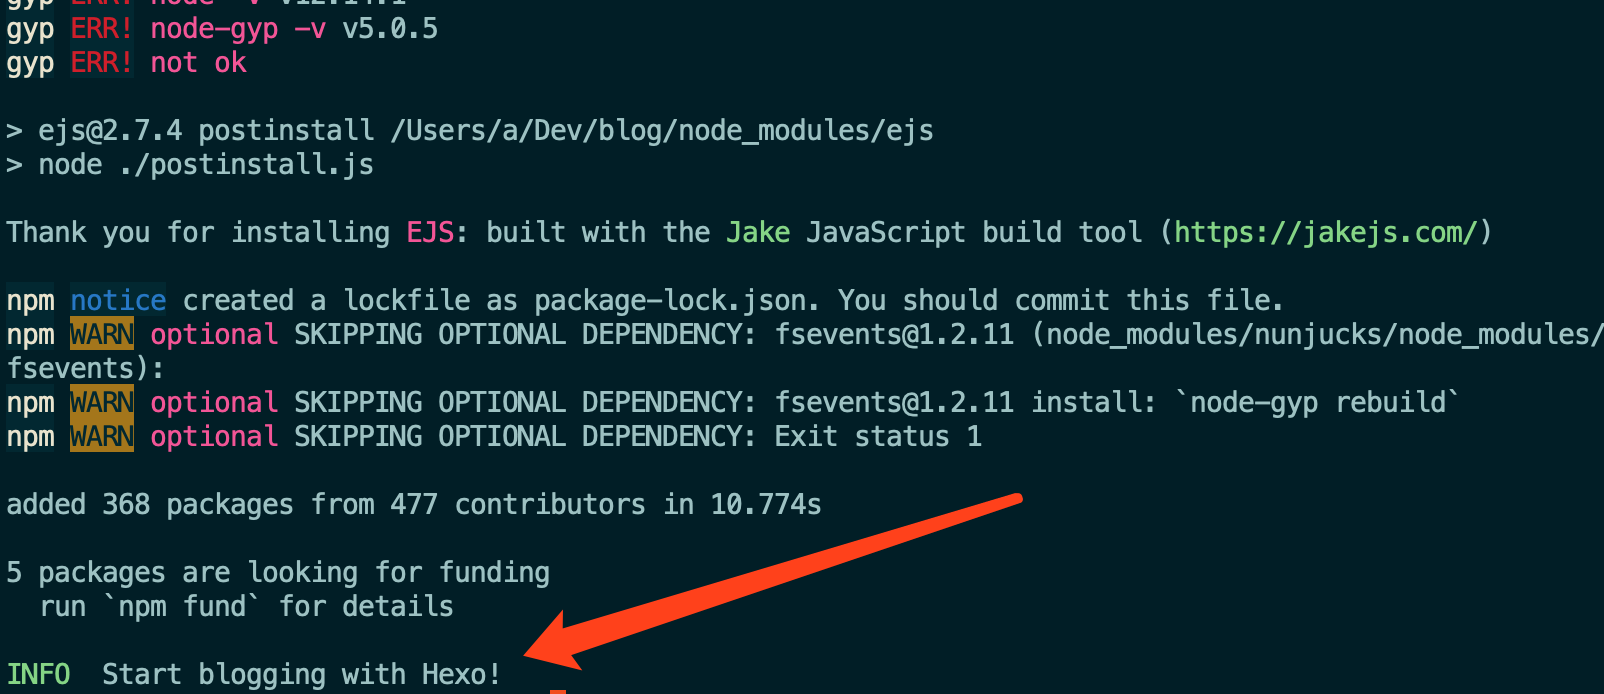 gyp ERR! node -v v12.14.1
gyp ERR! node-gyp -v v5.0.5
gyp ERR! not ok
> ejs@2.7.4 postinstall /Users/a/Dev/blog/node_modules/ejs
> node ./postinstall.js
Thank you for installing EJS: built with the Jake JavaScript build tool (https://jakejs.com/)
npm notice created a lockfile as package-lock.json. You should commit this file.
npm WARN optional SKIPPING OPTIONAL DEPENDENCY: fsevents@1.2.11 (node_modules/nunjucks/node_modules/
fsevents):
npm WARN optional SKIPPING OPTIONAL DEPENDENCY: fsevents@1.2.11 install: `node-gyp rebuild`
npm WARN optional SKIPPING OPTIONAL DEPENDENCY: Exit status 1
added 368 packages from 477 contributors in 10.774s
5 packages are looking for funding
run `npm fund` for details
INFO Start blogging with Hexo!